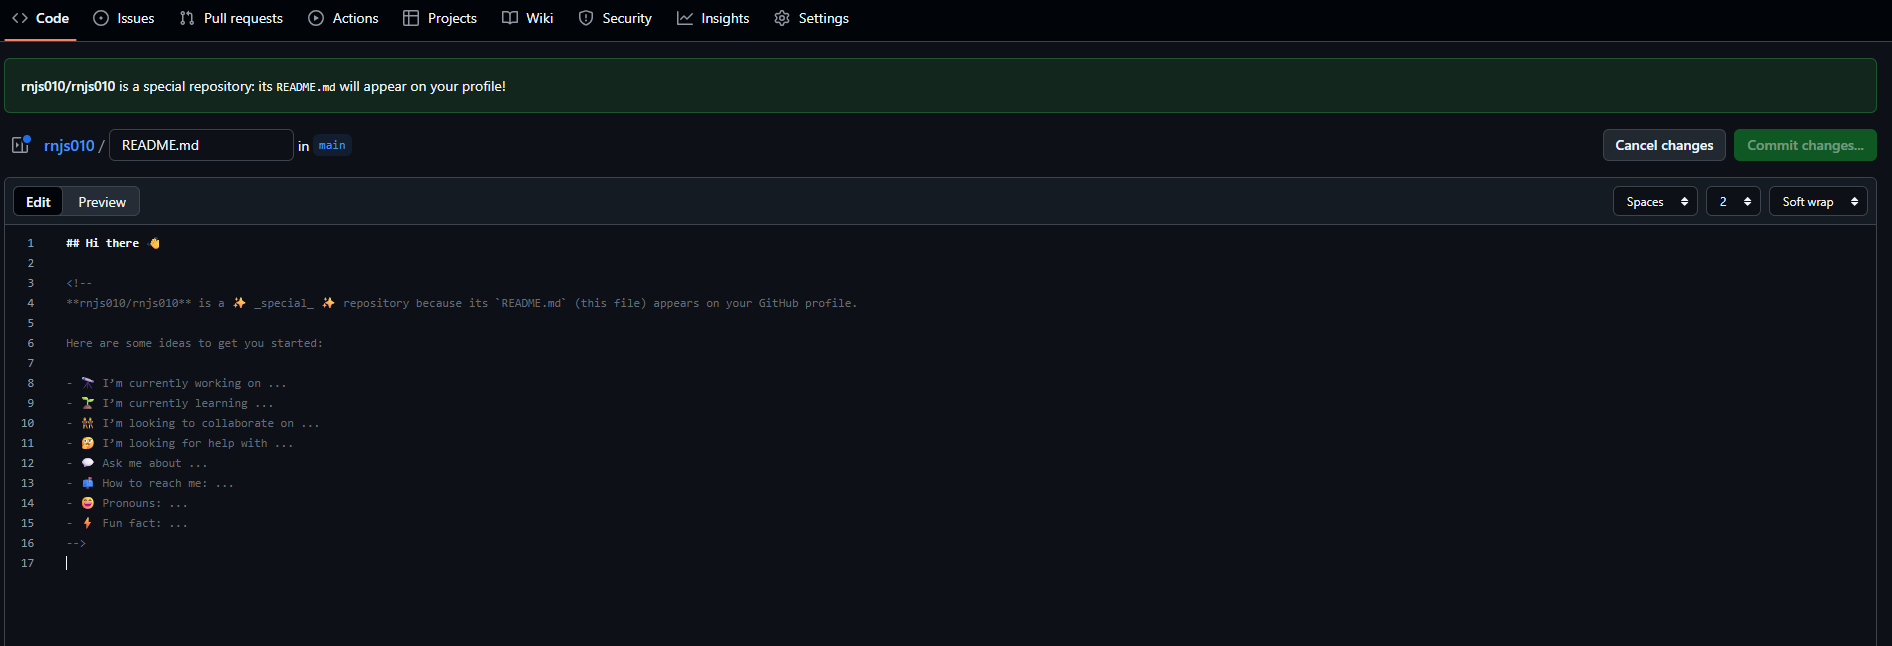 Code Issues Pull requests Actions Projects Wiki Security Insights Settings
rnjs010/rnjs010 is a special repository: its README.md will appear on your profile!
rnjs010 / README.md in main Cancel changes Commit changes...
Edit Preview Spaces 2 Soft wrap
1 ## Hi there 👋
2
3 <!--
4 **rnjs010/rnjs010** is a ✨ _special_ ✨ repository because its `README.md` (this file) appears on your GitHub profile.
5
6 Here are some ideas to get you started:
7
8 - 🔭 I’m currently working on ...
9 - 🌱 I’m currently learning ...
10 - 👯 I’m looking to collaborate on ...
11 - 🤔 I’m looking for help with ...
12 - 💬 Ask me about ...
13 - 📫 How to reach me: ...
14 - 😄 Pronouns: ...
15 - ⚡ Fun fact: ...
16 -->
17